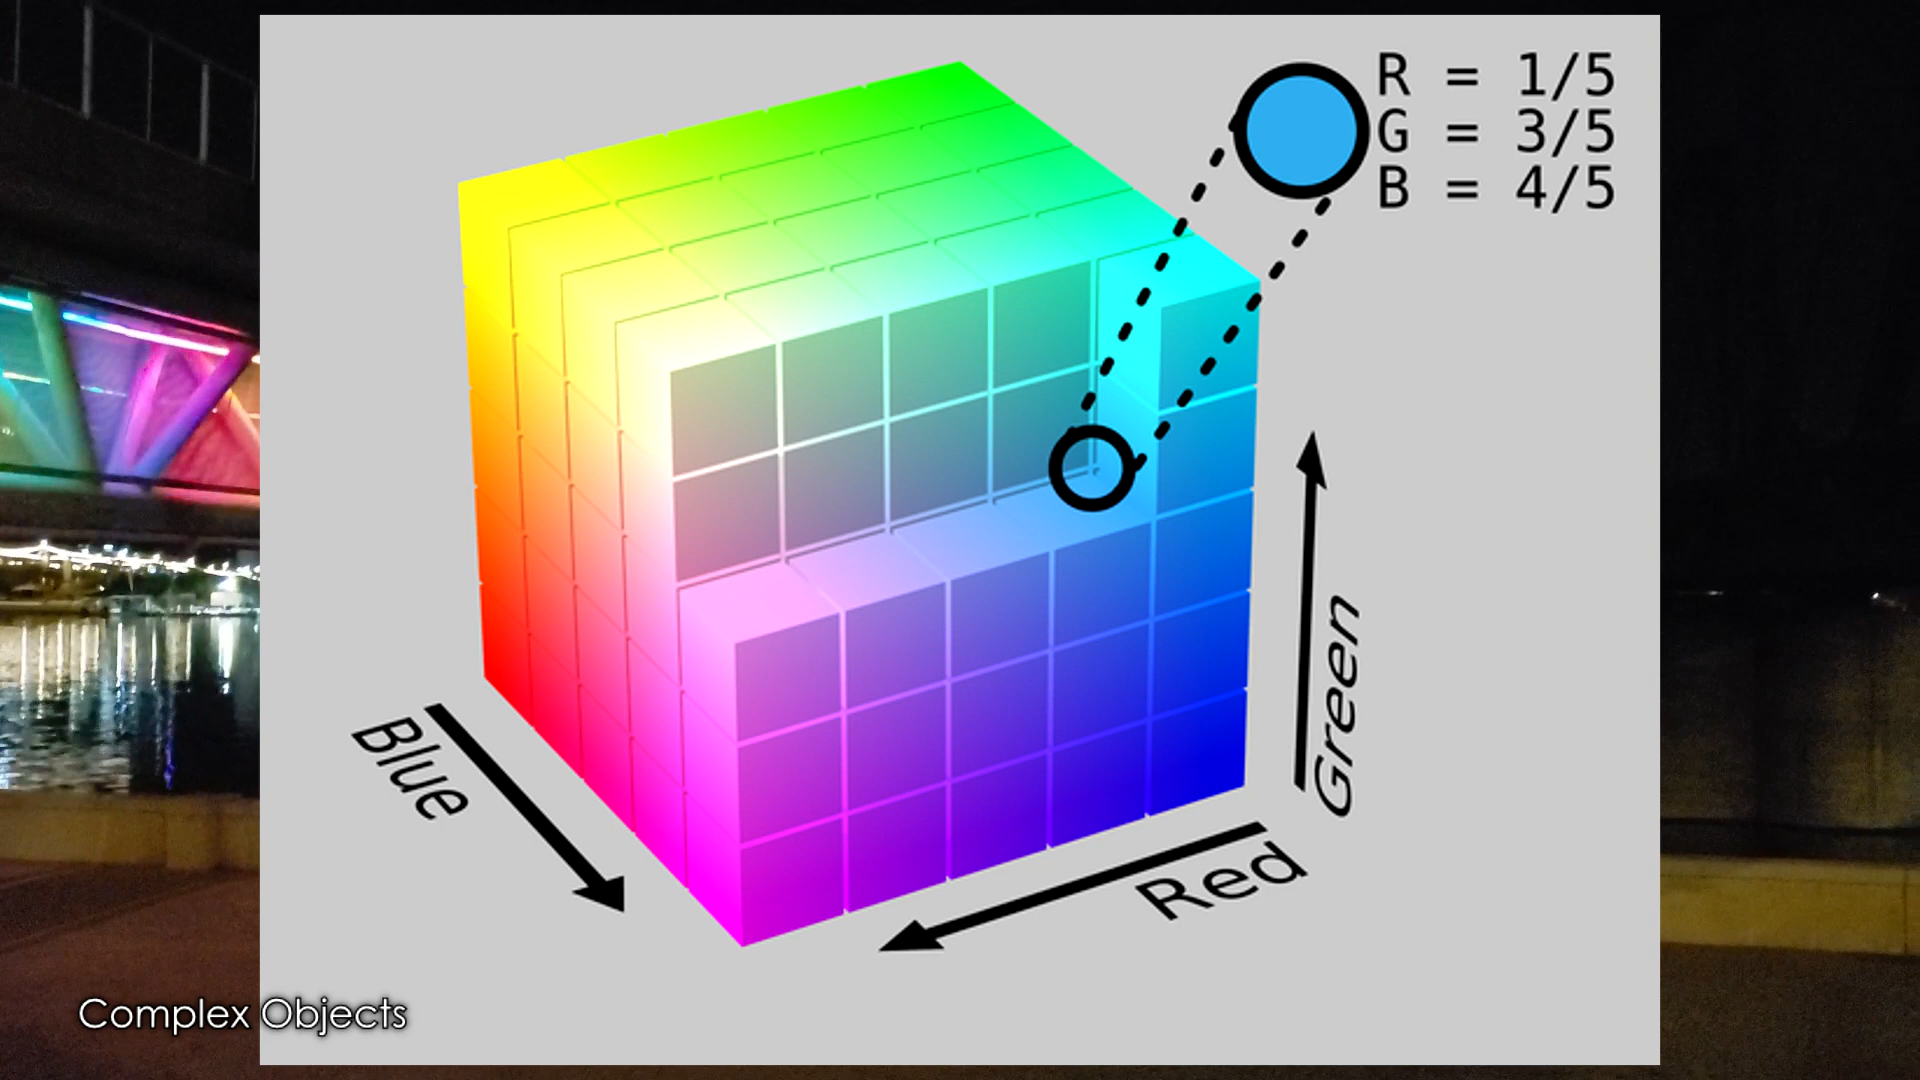 R = 1/5
G = 3/5
B = 4/5
Green
Blue
Red
Complex Objects